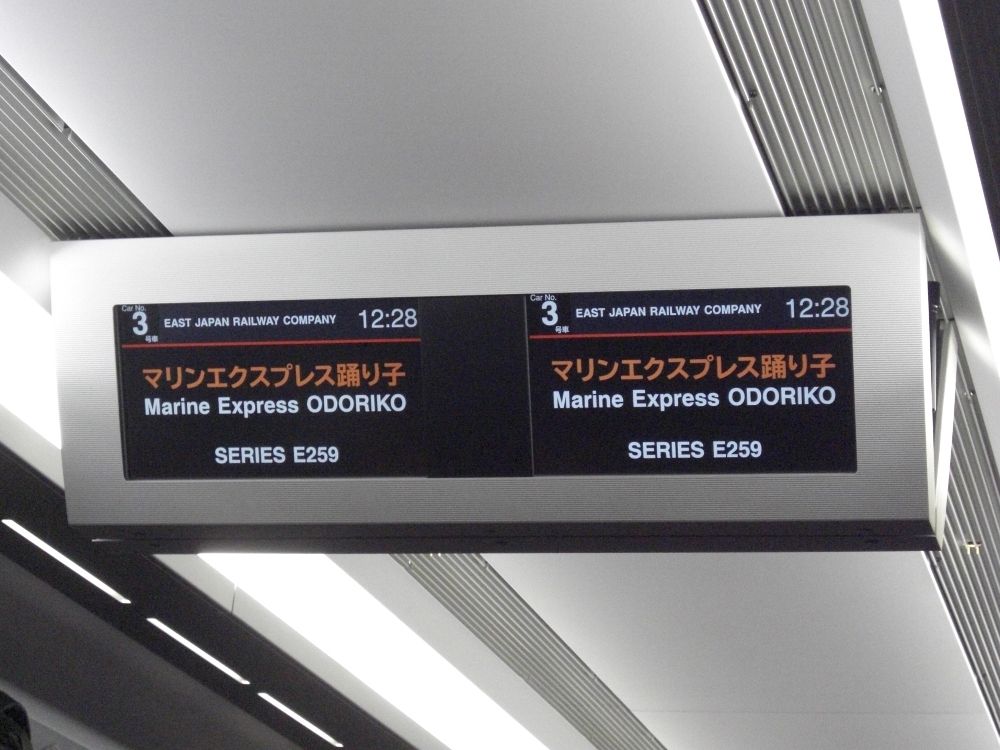 Car No.
3
号車
EAST JAPAN RAILWAY COMPANY
12:28
マリンエクスプレス踊り子
Marine Express ODORIKO
SERIES E259
Car No.
3
号車
EAST JAPAN RAILWAY COMPANY
12:28
マリンエクスプレス踊り子
Marine Express ODORIKO
SERIES E259